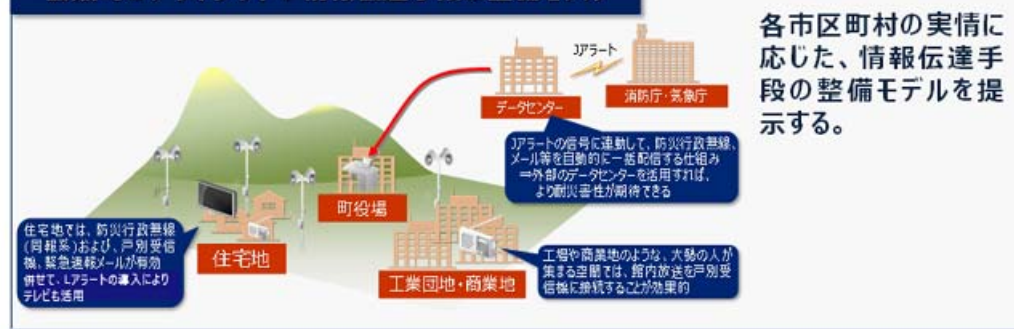 各市区町村の実情に
応じた、情報伝達手
段の整備モデルを提
示する。
Jアラート
データセンター
消防庁・気象庁
Jアラートの信号に連動して、防災行政無線、
メール等を自動的に一括配信する仕組み
⇒外部のデータセンターを活用すれば、
より耐災害性が期待できる
町役場
住宅地では、防災行政無線
(同報系)および、戸別受信
機、緊急速報メールが有効
併せて、Lアラートの導入により
テレビも活用
住宅地
工業団地・商業地
工場や商業地のような、大勢の人が
集まる空間では、館内放送を戸別受
信機に接続することが効果的